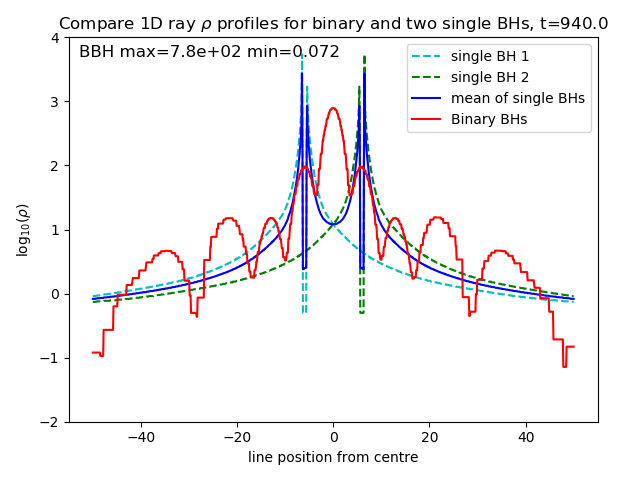 Compare 1D ray ρ profiles for binary and two single BHs, t=940.0
BBH max=7.8e+02 min=0.072
single BH 1
single BH 2
mean of single BHs
Binary BHs
log₁₀(ρ)
4
3
2
1
0
−1
−2
−40 −20 0 20 40
line position from centre